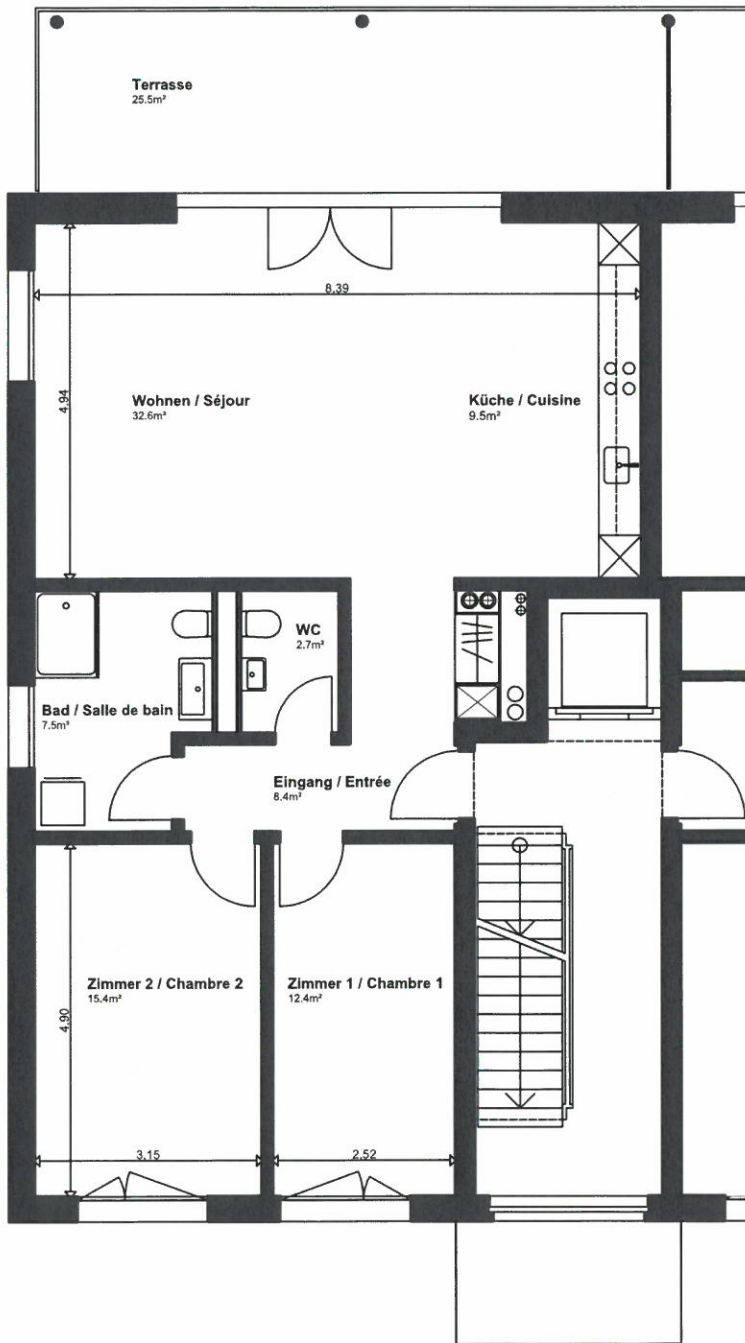 Terrasse
25.5m²
8.39
4.94
Wohnen / Séjour
32.6m²
Küche / Cuisine
9.5m²
WC
2.7m²
Bad / Salle de bain
7.5m²
Eingang / Entrée
8.4m²
Zimmer 2 / Chambre 2
15.4m²
Zimmer 1 / Chambre 1
12.4m²
4.90
3.15
2.52